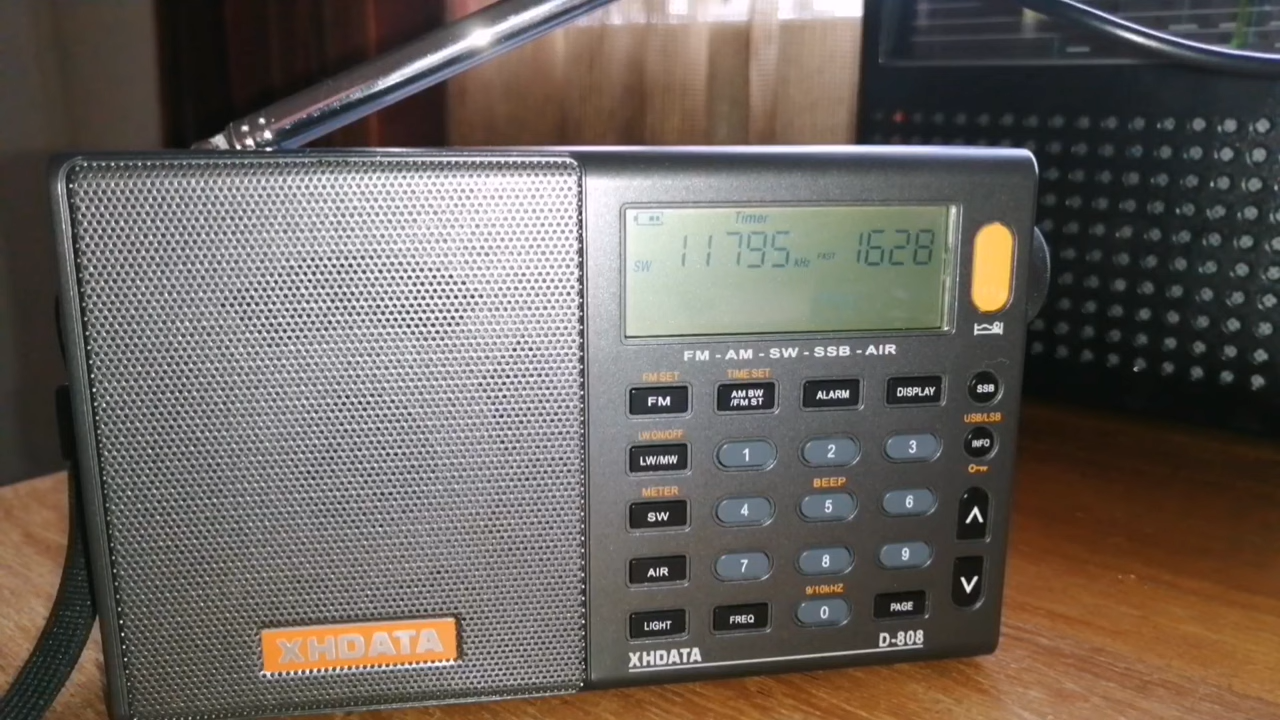 Timer
SW 11795 kHz FAST 1628
FM - AM - SW - SSB - AIR
FM SET TIME SET
FM AM BW /FM ST ALARM DISPLAY SSB
USB/LSB
LW ON/OFF
LW/MW 1 2 3 INFO
METER BEEP
SW 4 5 6
AIR 7 8 9
9/10kHZ
LIGHT FREQ 0 PAGE
XHDATA
XHDATA D-808